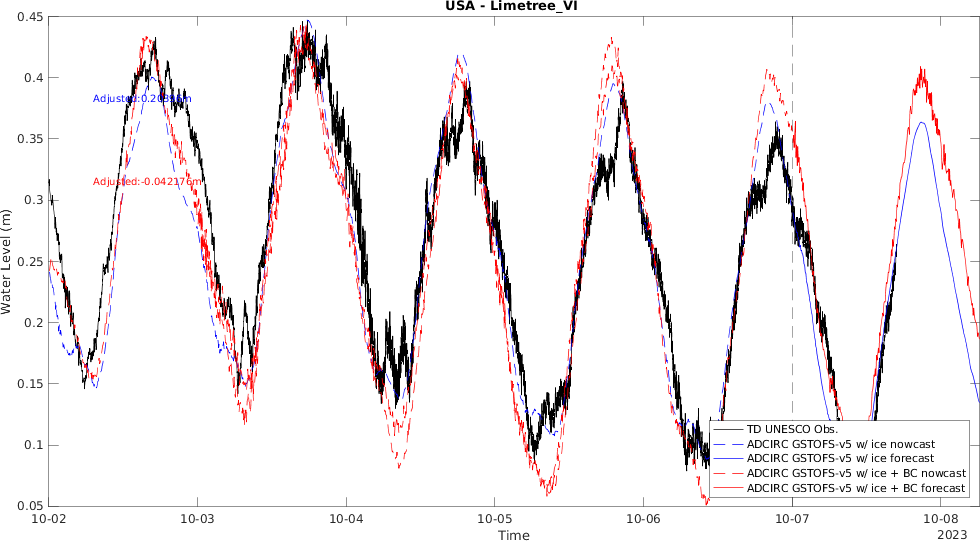 USA - Limetree_VI
0.45
0.4
0.35
0.3
0.25
0.2
0.15
0.1
0.05
Water Level (m)
Adjusted:-0.042176m
TD UNESCO Obs.
ADCIRC GSTOFS-v5 w/ ice nowcast
ADCIRC GSTOFS-v5 w/ ice forecast
ADCIRC GSTOFS-v5 w/ ice + BC nowcast
ADCIRC GSTOFS-v5 w/ ice + BC forecast
10-02 10-03 10-04 10-05 10-06 10-07 10-08
Time
2023